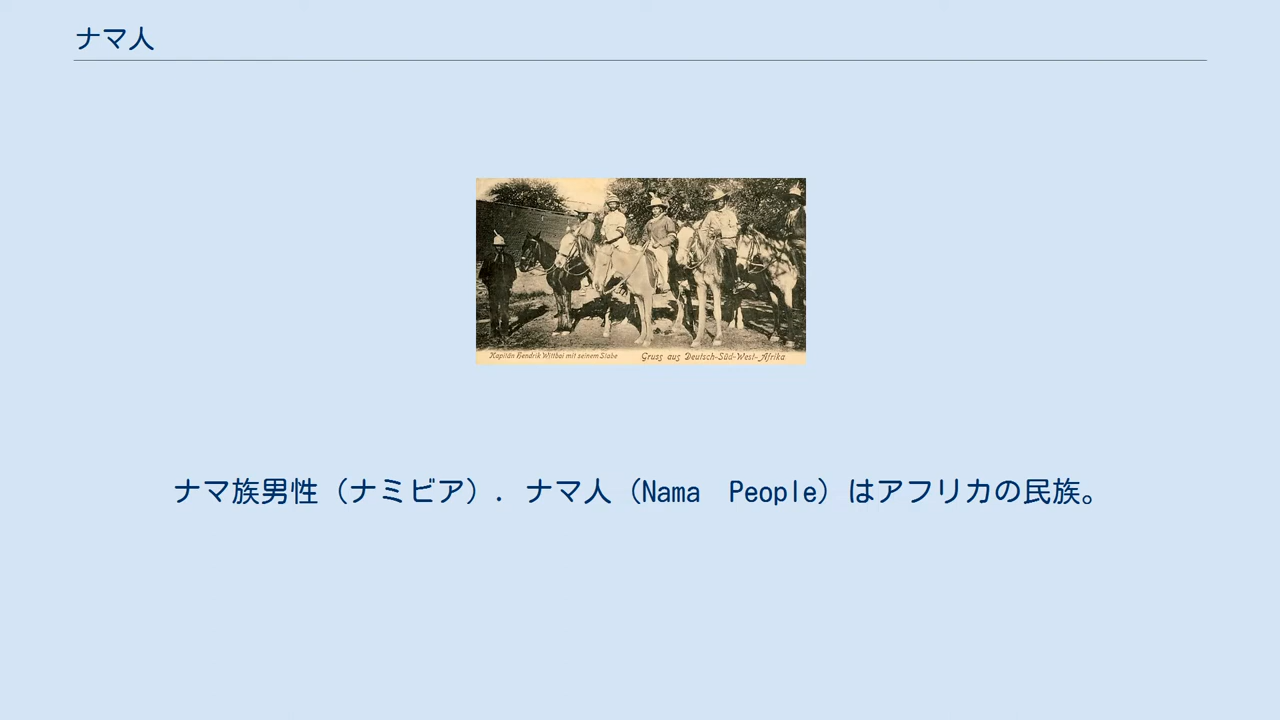 ナマ人
Kapitän Hendrik Wittboi mit seinem Stabe
Gruss aus Deutsch-Süd-West-Afrika
ナマ族男性（ナミビア）．ナマ人（Nama　People）はアフリカの民族。